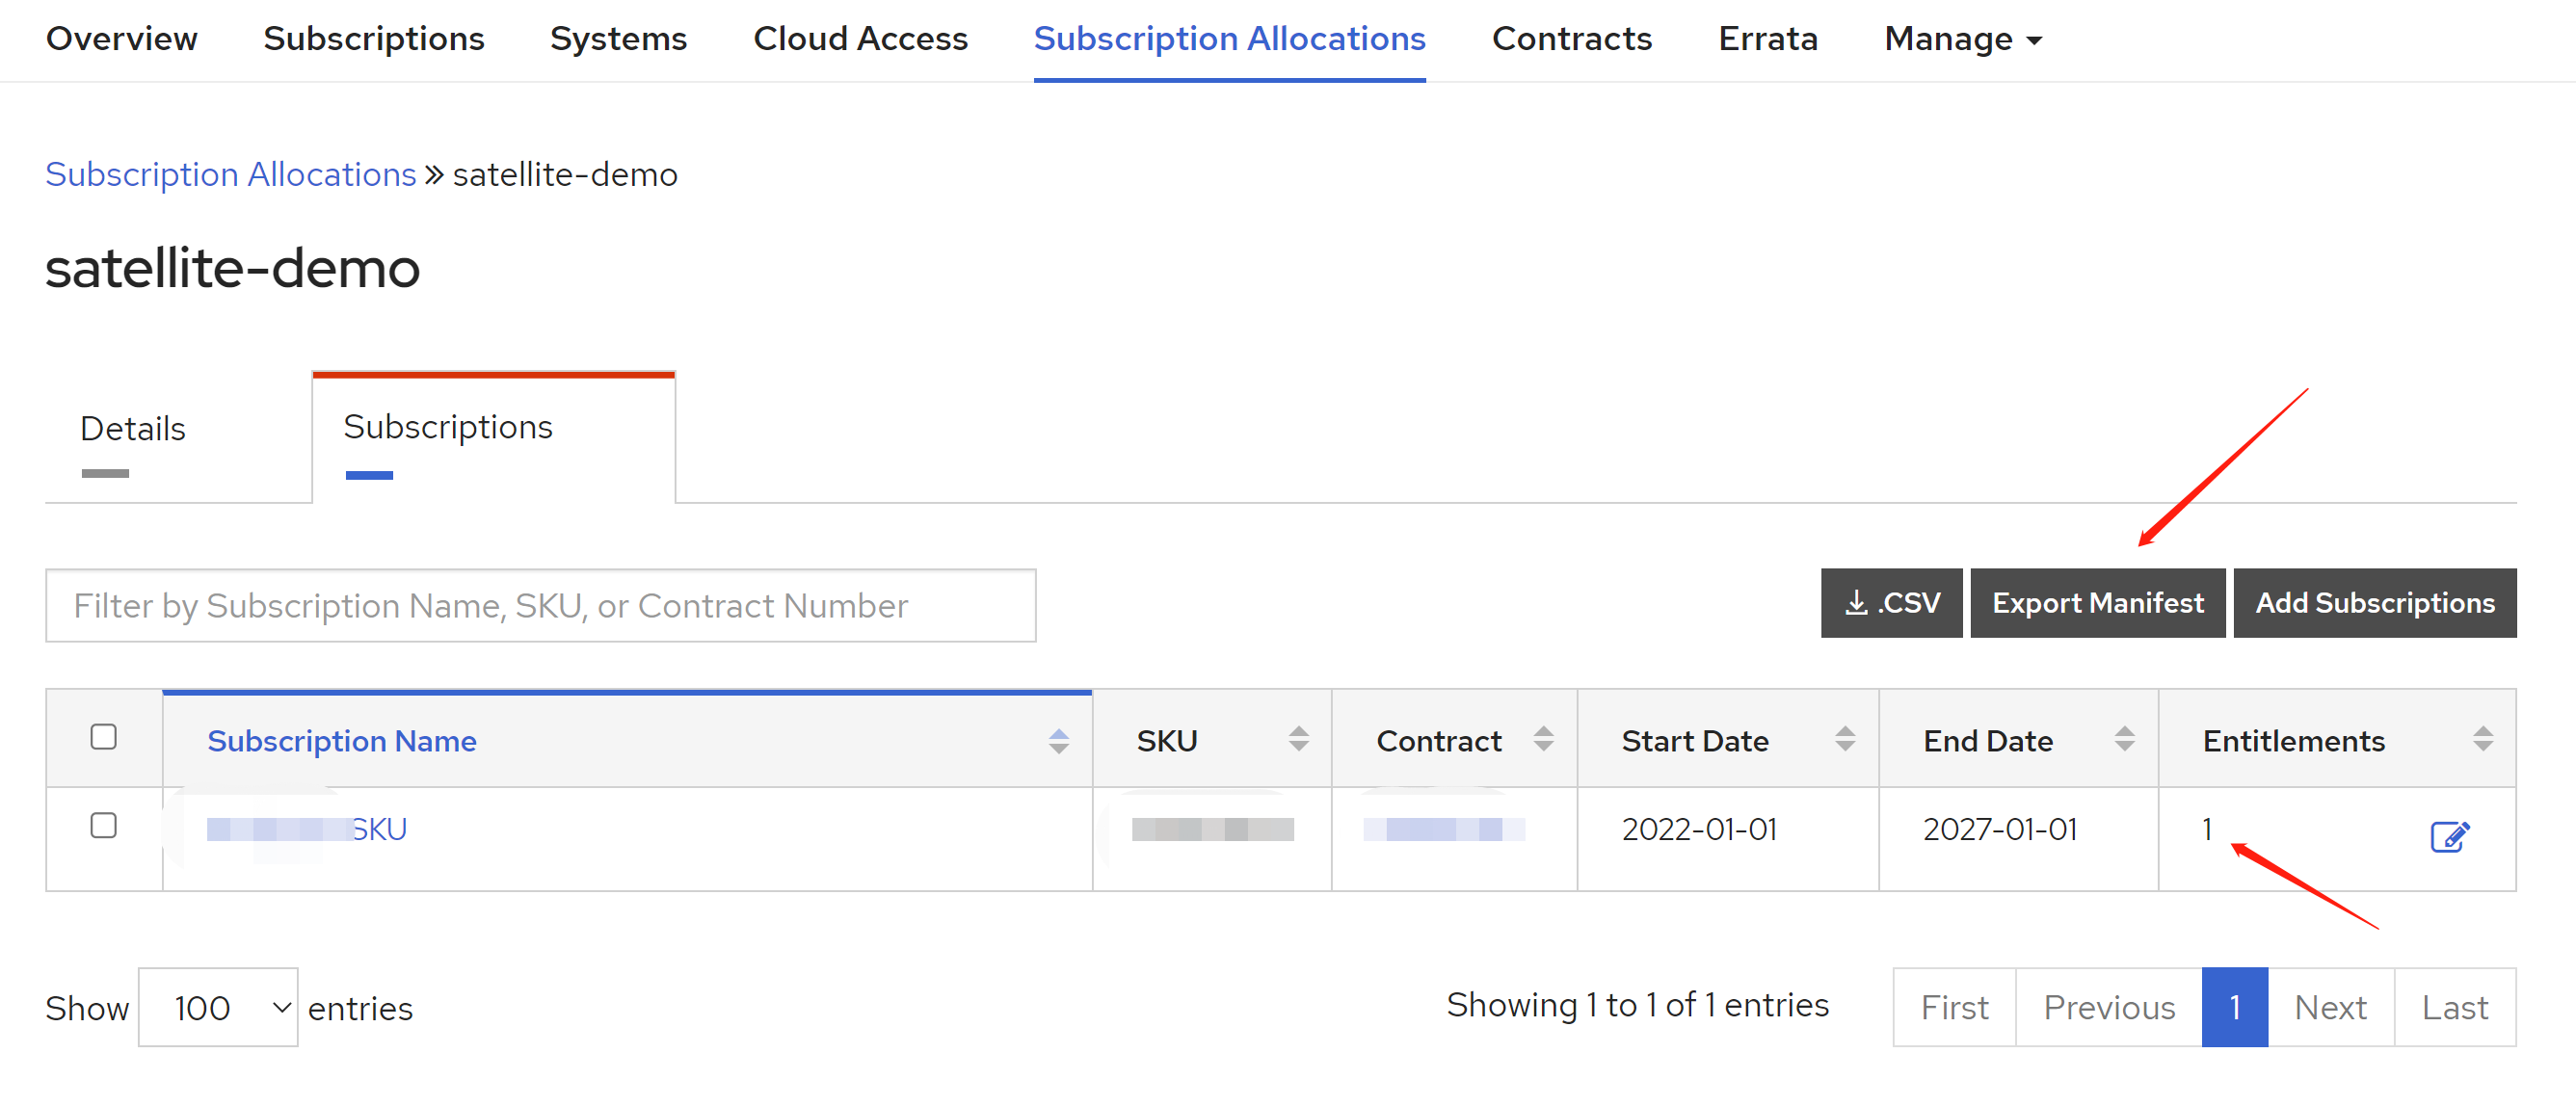 Overview Subscriptions Systems Cloud Access Subscription Allocations Contracts Errata Manage
Subscription Allocations » satellite-demo
satellite-demo
Details Subscriptions
Filter by Subscription Name, SKU, or Contract Number .CSV Export Manifest Add Subscriptions
Subscription Name SKU Contract Start Date End Date Entitlements
SKU 2022-01-01 2027-01-01 1
Show 100 entries Showing 1 to 1 of 1 entries First Previous 1 Next Last